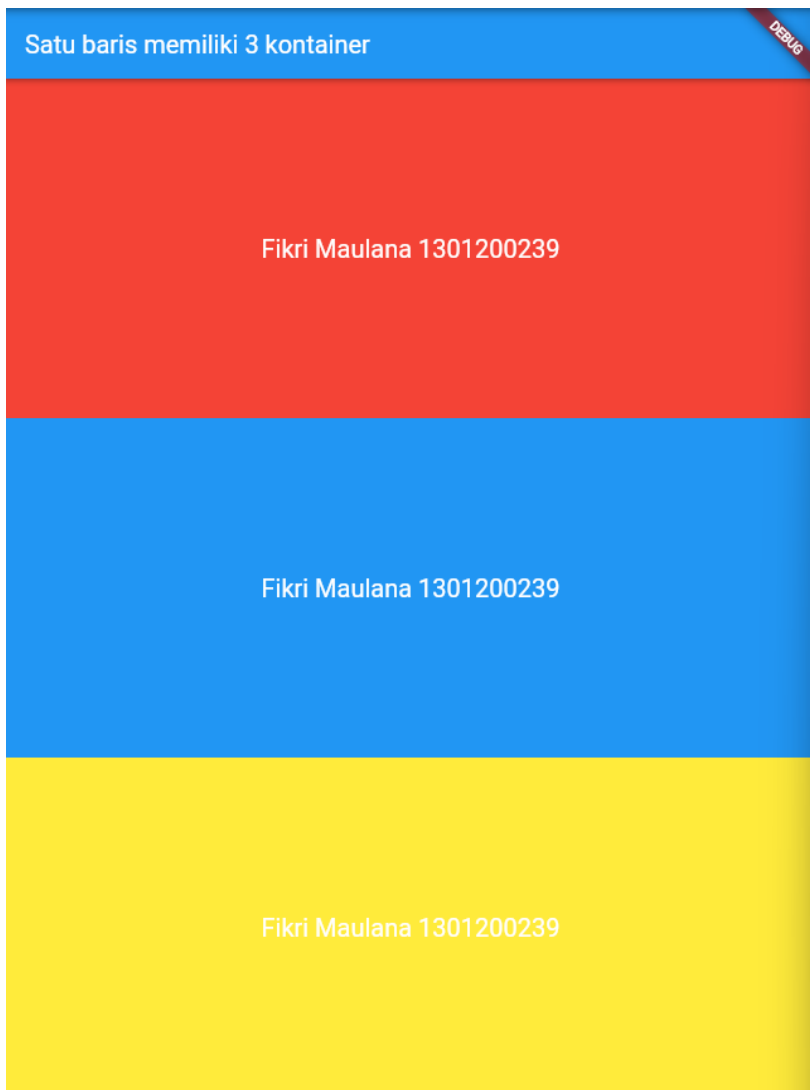 Satu baris memiliki 3 kontainer
DEBUG
Fikri Maulana 1301200239
Fikri Maulana 1301200239
Fikri Maulana 1301200239